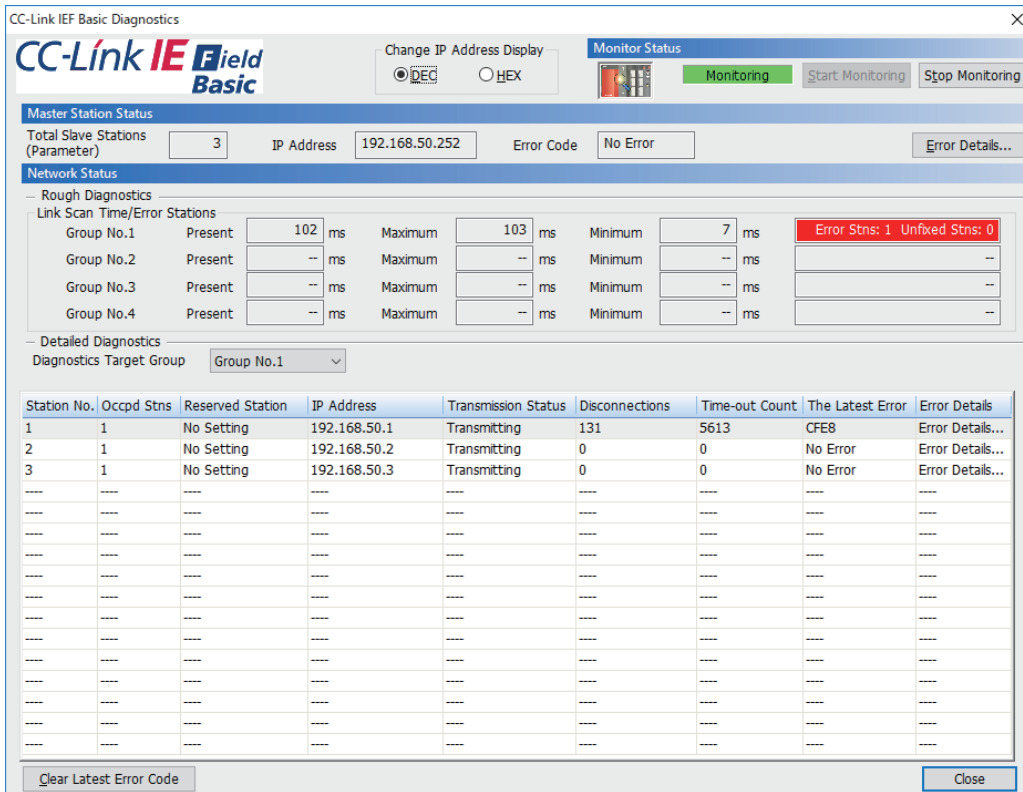 CC-Link IEF Basic Diagnostics
CC-Link IE Field Basic
Change IP Address Display
DEC HEX
Monitor Status
Monitoring Start Monitoring Stop Monitoring
Master Station Status
Total Slave Stations (Parameter) 3 IP Address 192.168.50.252 Error Code No Error Error Details...
Network Status
Rough Diagnostics
Link Scan Time/Error Stations
Group No.1 Present 102 ms Maximum 103 ms Minimum 7 ms Error Stns: 1 Unfixed Stns: 0
Group No.2 Present -- ms Maximum -- ms Minimum -- ms --
Group No.3 Present -- ms Maximum -- ms Minimum -- ms --
Group No.4 Present -- ms Maximum -- ms Minimum -- ms --
Detailed Diagnostics
Diagnostics Target Group Group No.1
Station No. Occpd Stns Reserved Station IP Address Transmission Status Disconnections Time-out Count The Latest Error Error Details
1 1 No Setting 192.168.50.1 Transmitting 131 5613 CFE8 Error Details...
2 1 No Setting 192.168.50.2 Transmitting 0 0 No Error Error Details...
3 1 No Setting 192.168.50.3 Transmitting 0 0 No Error Error Details...
---- ---- ---- ---- ---- ---- ---- ---- ----
---- ---- ---- ---- ---- ---- ---- ---- ----
---- ---- ---- ---- ---- ---- ---- ---- ----
---- ---- ---- ---- ---- ---- ---- ---- ----
---- ---- ---- ---- ---- ---- ---- ---- ----
---- ---- ---- ---- ---- ---- ---- ---- ----
---- ---- ---- ---- ---- ---- ---- ---- ----
---- ---- ---- ---- ---- ---- ---- ---- ----
---- ---- ---- ---- ---- ---- ---- ---- ----
---- ---- ---- ---- ---- ---- ---- ---- ----
---- ---- ---- ---- ---- ---- ---- ---- ----
---- ---- ---- ---- ---- ---- ---- ---- ----
---- ---- ---- ---- ---- ---- ---- ---- ----
Clear Latest Error Code Close